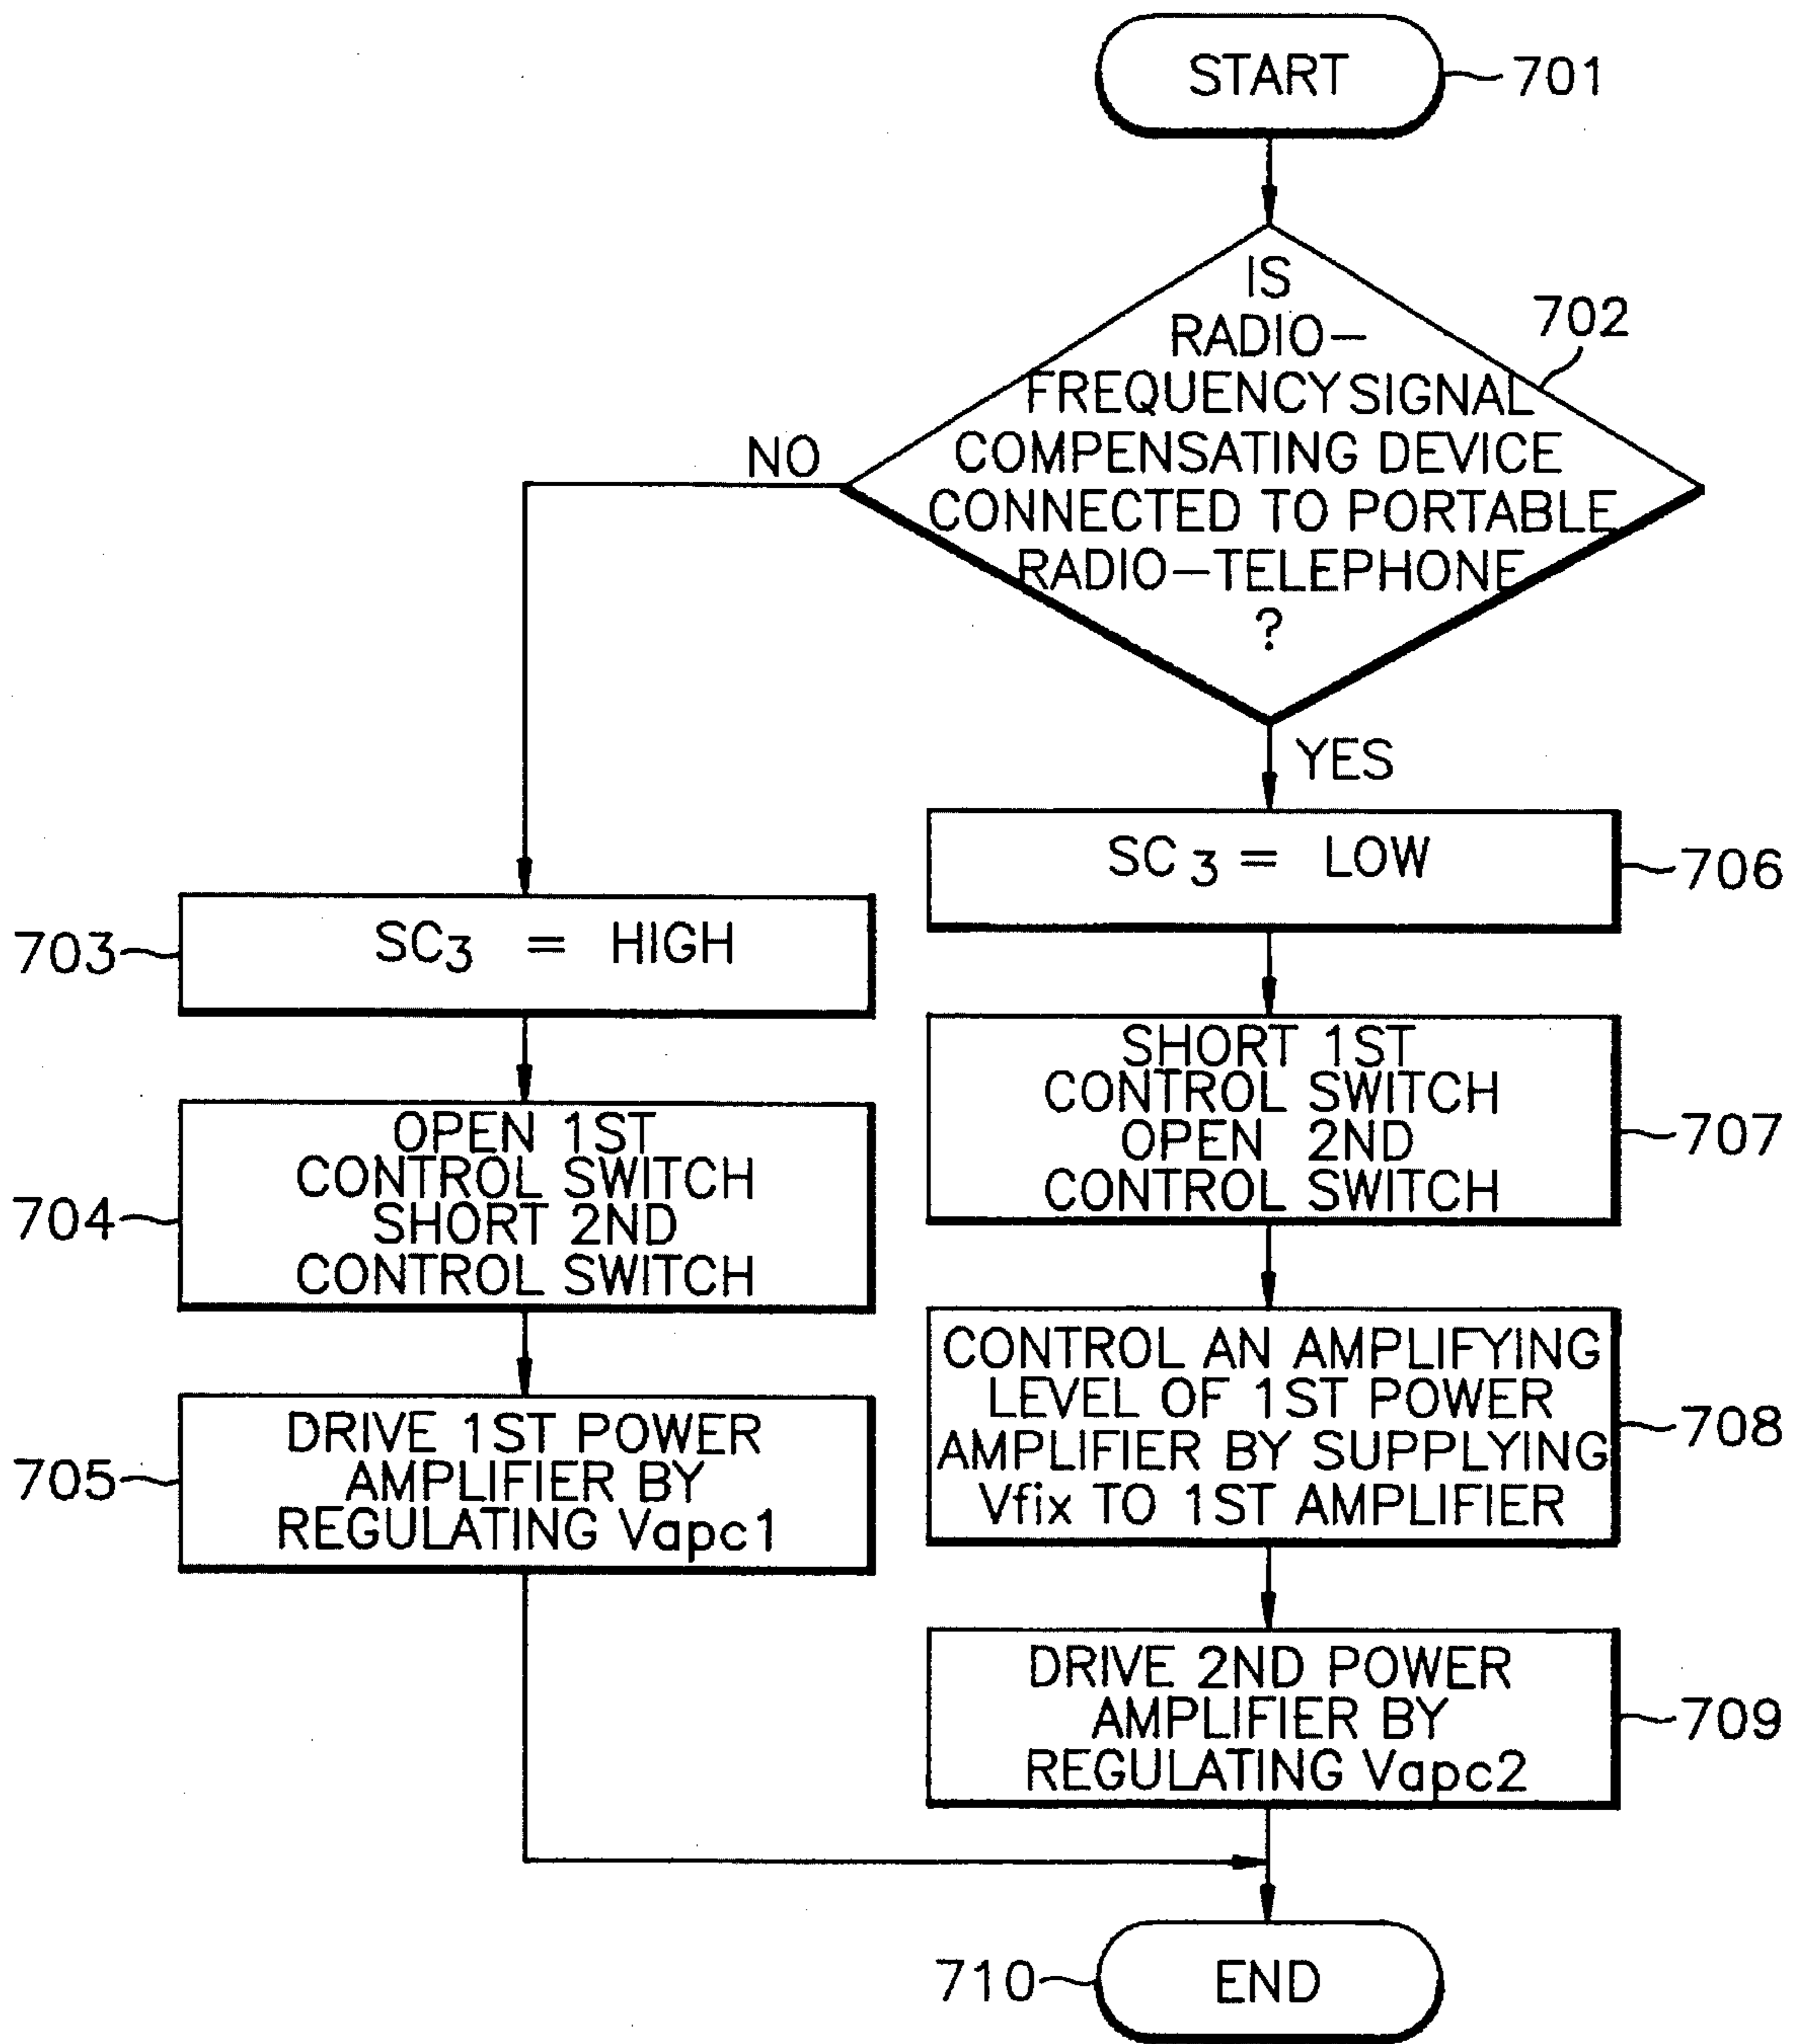 START
701
IS
RADIO-
FREQUENCY SIGNAL
COMPENSATING DEVICE
CONNECTED TO PORTABLE
RADIO-TELEPHONE
?
702
NO
YES
SC3 = HIGH
703
OPEN 1ST
CONTROL SWITCH
SHORT 2ND
CONTROL SWITCH
704
DRIVE 1ST POWER
AMPLIFIER BY
REGULATING Vapc1
705
SC3 = LOW
706
SHORT 1ST
CONTROL SWITCH
OPEN 2ND
CONTROL SWITCH
707
CONTROL AN AMPLIFYING
LEVEL OF 1ST POWER
AMPLIFIER BY SUPPLYING
Vfix TO 1ST AMPLIFIER
708
DRIVE 2ND POWER
AMPLIFIER BY
REGULATING Vapc2
709
END
710